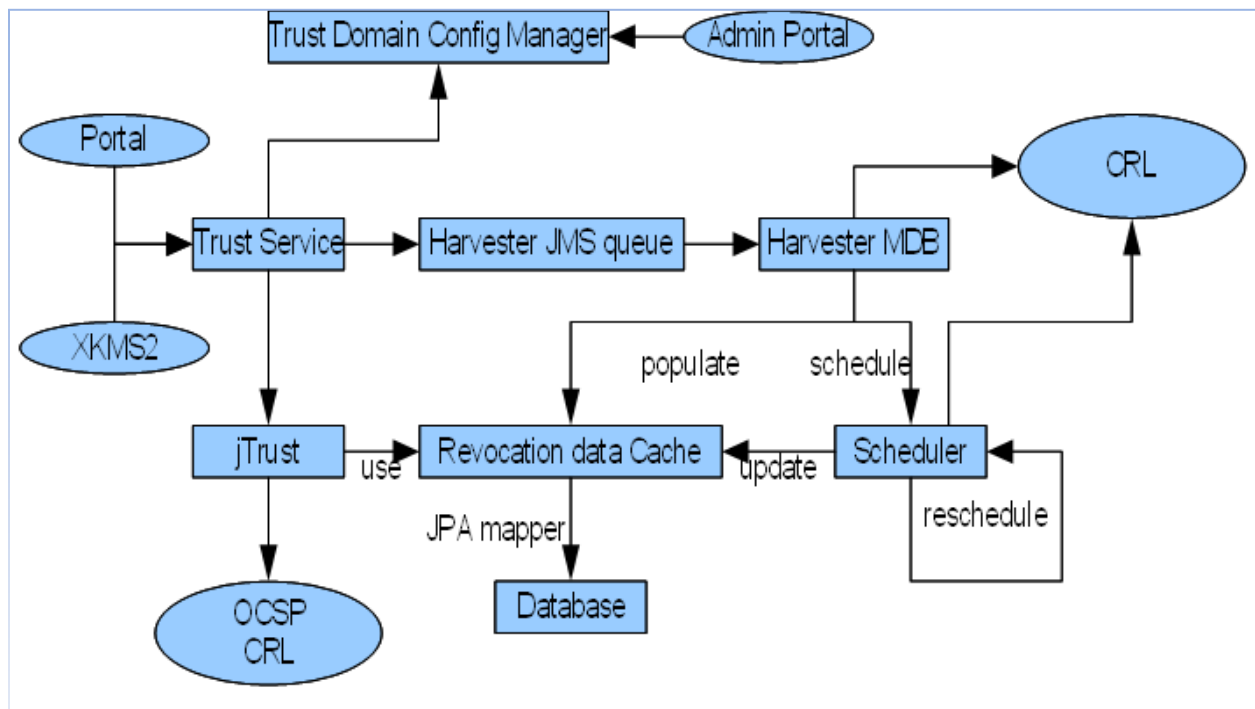 Trust Domain Config Manager
Admin Portal
Portal
CRL
Trust Service
Harvester JMS queue
Harvester MDB
XKMS2
populate
schedule
jTrust
use
Revocation data Cache
update
Scheduler
reschedule
JPA mapper
Database
OCSP
CRL